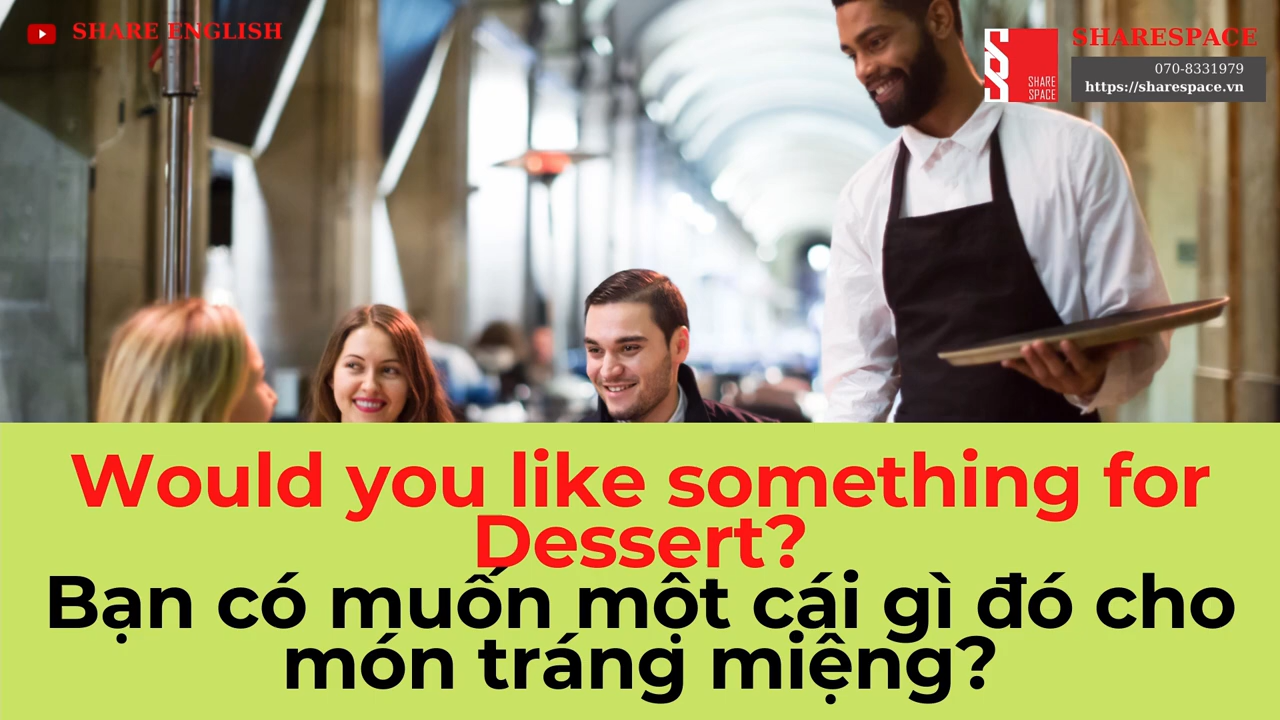 SHARE ENGLISH
SHARESPACE
070-8331979
https://sharespace.vn
SHARE
SPACE
Would you like something for
Dessert?
Bạn có muốn một cái gì đó cho
món tráng miệng?